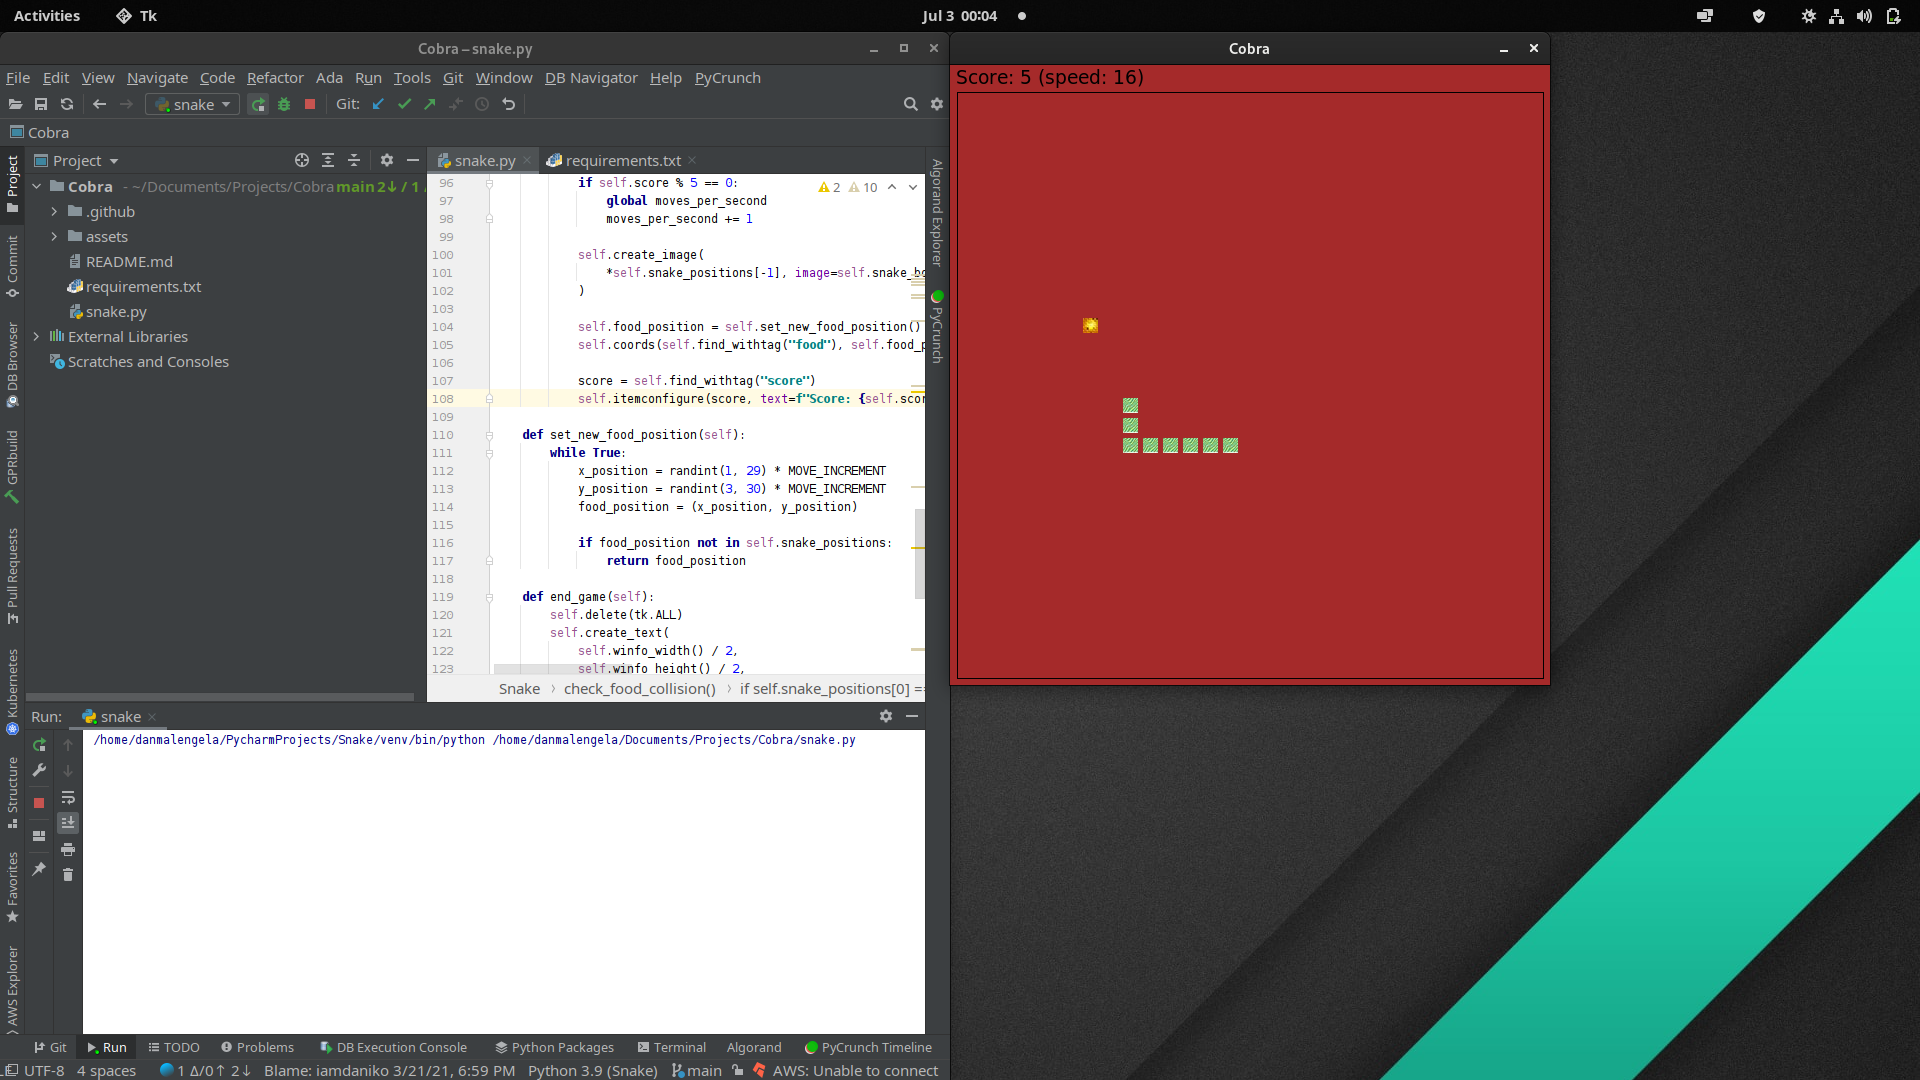 Activities
Tk
Jul 3 00:04
Cobra – snake.py
File Edit View Navigate Code Refactor Ada Run Tools Git Window DB Navigator Help PyCrunch
snake
Git:
Cobra
Project
snake.py
requirements.txt
Cobra - ~/Documents/Projects/Cobra main 2↓ / 1
.github
assets
README.md
requirements.txt
snake.py
External Libraries
Scratches and Consoles
2 10
96 if self.score % 5 == 0:
97 global moves_per_second
98 moves_per_second += 1
99
100 self.create_image(
101 *self.snake_positions[-1], image=self.snake_bo
102 )
103
104 self.food_position = self.set_new_food_position()
105 self.coords(self.find_withtag("food"), self.food_p
106
107 score = self.find_withtag("score")
108 self.itemconfigure(score, text=f"Score: {self.scor
109
110 def set_new_food_position(self):
111 while True:
112 x_position = randint(1, 29) * MOVE_INCREMENT
113 y_position = randint(3, 30) * MOVE_INCREMENT
114 food_position = (x_position, y_position)
115
116 if food_position not in self.snake_positions:
117 return food_position
118
119 def end_game(self):
120 self.delete(tk.ALL)
121 self.create_text(
122 self.winfo_width() / 2,
123 self.winfo_height() / 2,
Snake › check_food_collision() › if self.snake_positions[0] ==
Project
Commit
DB Browser
GPRbuild
Pull Requests
Kubernetes
Structure
Favorites
AWS Explorer
Algorand Explorer
PyCrunch
Run: snake
/home/danmalengela/PycharmProjects/Snake/venv/bin/python /home/danmalengela/Documents/Projects/Cobra/snake.py
Git Run TODO Problems DB Execution Console Python Packages Terminal Algorand PyCrunch Timeline
UTF-8 4 spaces 1 Δ/0↑ 2↓ Blame: iamdaniko 3/21/21, 6:59 PM Python 3.9 (Snake) main AWS: Unable to connect
Cobra
Score: 5 (speed: 16)